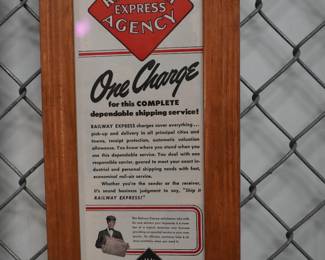 EXPRESS
AGENCY
One Charge
for this COMPLETE
dependable shipping service!
RAILWAY EXPRESS charges cover everything...
pick-up and delivery in all principal cities and
towns, receipt protection, automatic valuation
allowance. You know where you stand when you
use this dependable service. You deal with one
responsible carrier, geared to meet your exact in-
dustrial and personal shipping needs with fast,
economical rail-air service.
Whether you're the sender or the receiver,
it's sound business judgment to say, "Ship it
RAILWAY EXPRESS!"